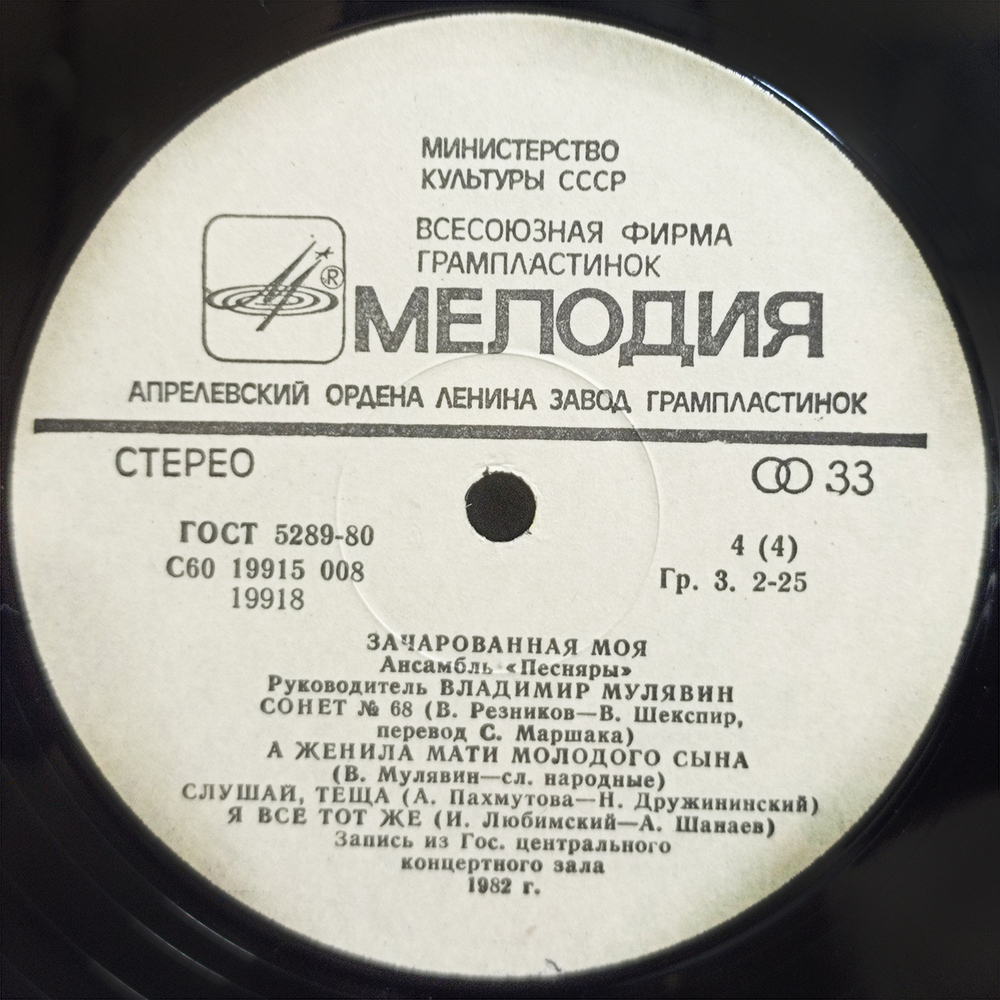 МИНИСТЕРСТВО
КУЛЬТУРЫ СССР
ВСЕСОЮЗНАЯ ФИРМА
ГРАМПЛАСТИНОК
®
МЕЛОДИЯ
АПРЕЛЕВСКИЙ ОРДЕНА ЛЕНИНА ЗАВОД ГРАМПЛАСТИНОК
СТЕРЕО
33
ГОСТ 5289-80
С60 19915 008
19918
4 (4)
Гр. 3. 2-25
ЗАЧАРОВАННАЯ МОЯ
Ансамбль «Песняры»
Руководитель ВЛАДИМИР МУЛЯВИН
СОНЕТ № 68 (В. Резников—В. Шекспир,
перевод С. Маршака)
А ЖЕНИЛА МАТИ МОЛОДОГО СЫНА
(В. Мулявин—сл. народные)
СЛУШАЙ, ТЕЩА (А. Пахмутова—Н. Дружининский)
Я ВСЕ ТОТ ЖЕ (И. Любимский—А. Шанаев)
Запись из Гос. центрального
концертного зала
1982 г.